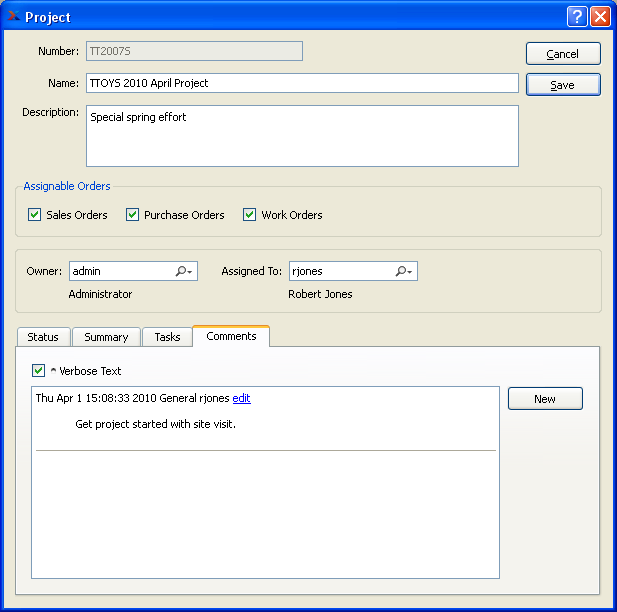 Project
Number: TT2007S
Cancel
Name: TTOYS 2010 April Project
Save
Description: Special spring effort
Assignable Orders
Sales Orders Purchase Orders Work Orders
Owner: admin Assigned To: rjones
Administrator Robert Jones
Status Summary Tasks Comments
^ Verbose Text
Thu Apr 1 15:08:33 2010 General rjones edit
New
Get project started with site visit.